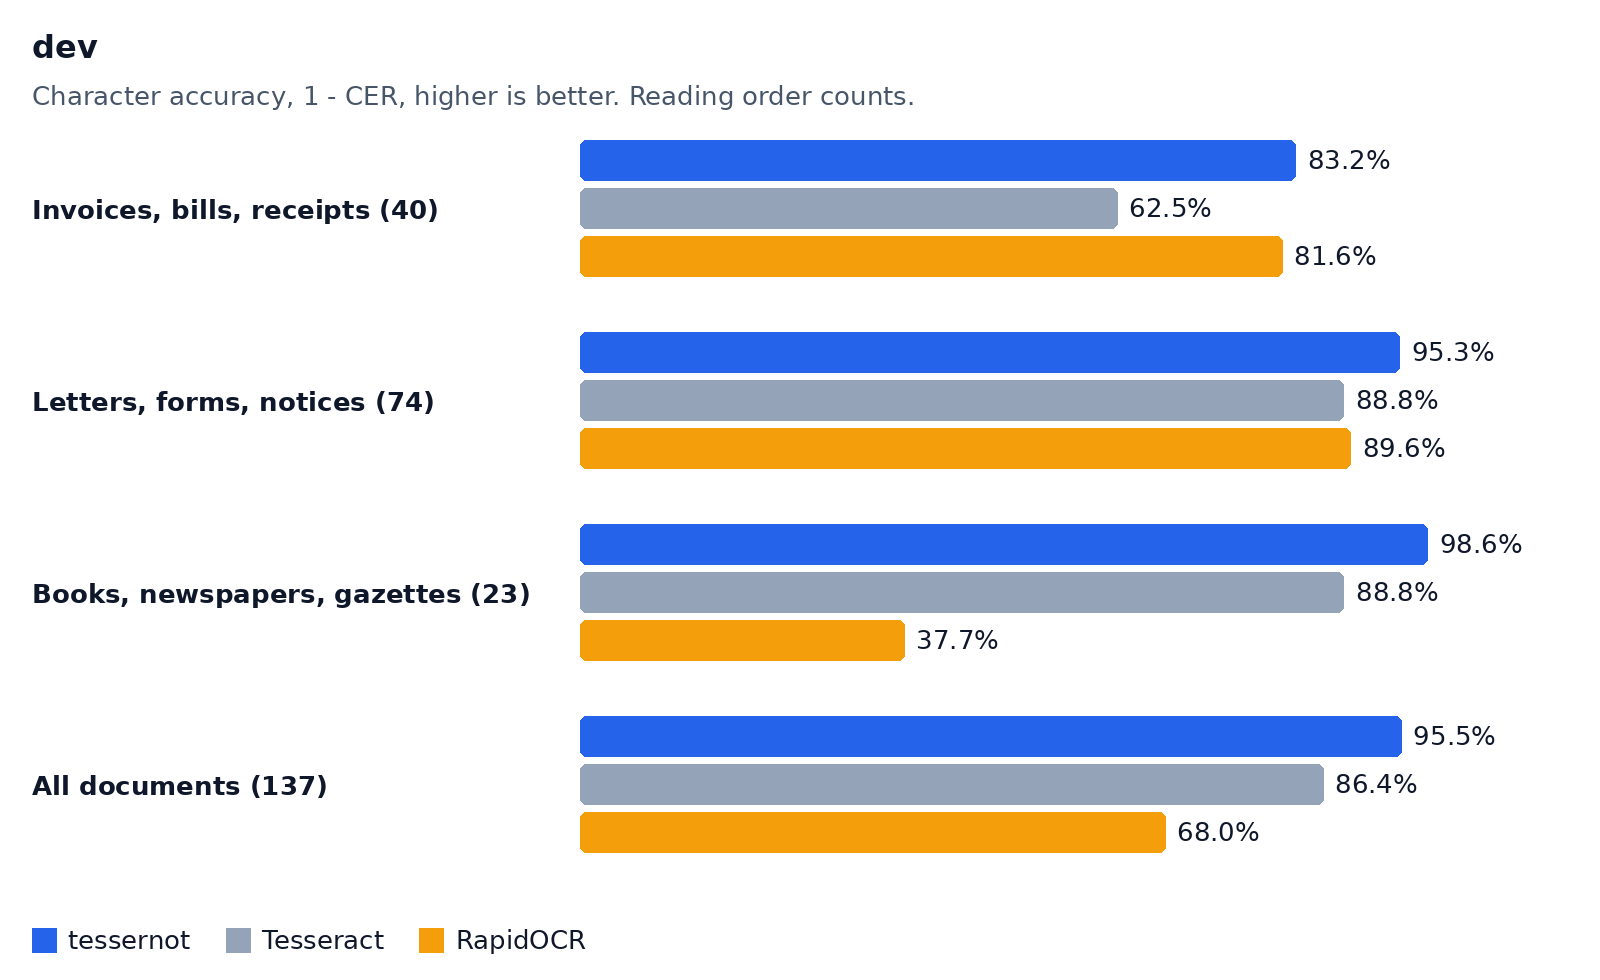 dev
Character accuracy, 1 - CER, higher is better. Reading order counts.
Invoices, bills, receipts (40)
83.2%
62.5%
81.6%
Letters, forms, notices (74)
95.3%
88.8%
89.6%
Books, newspapers, gazettes (23)
98.6%
88.8%
37.7%
All documents (137)
95.5%
86.4%
68.0%
tessernot Tesseract RapidOCR